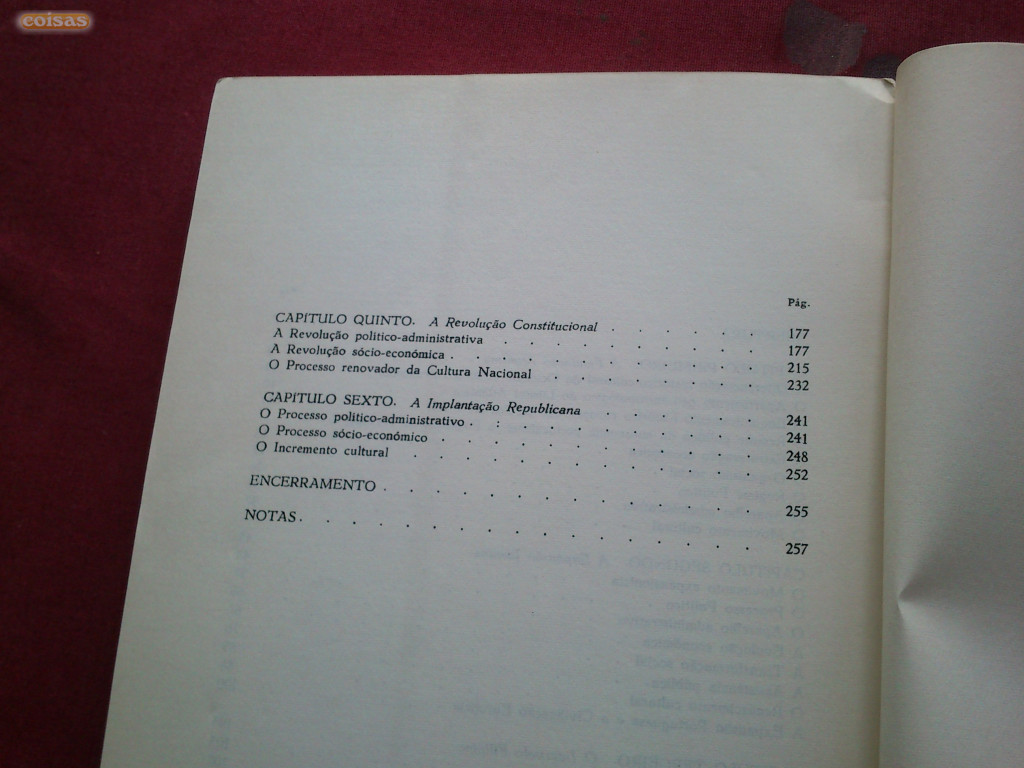 coisas
Pág.
CAPÍTULO QUINTO. A Revolução Constitucional . . . . . . 177
A Revolução político-administrativa . . . . . . . . . . 177
A Revolução sócio-económica . . . . . . . . . . . 215
O Processo renovador da Cultura Nacional . . . . . . . . 232
CAPÍTULO SEXTO. A Implantação Republicana . . . . . . 241
O Processo político-administrativo . . . . . . . . . . 241
O Processo sócio-económico . . . . . . . . . . . 248
O Incremento cultural . . . . . . . . . . . . 252
ENCERRAMENTO . . . . . . . . . . . . 255
NOTAS . . . . . . . . . . . . . . 257